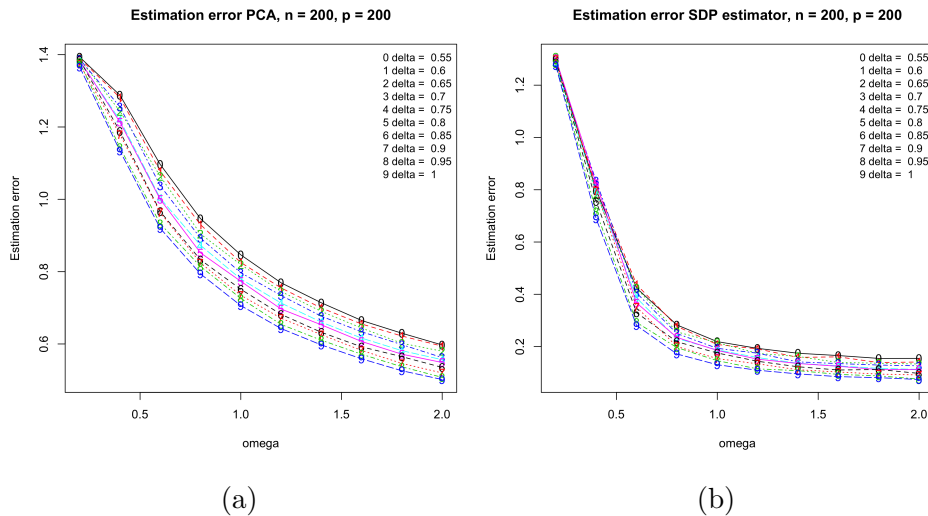 Estimation error PCA, n = 200, p = 200
Estimation error
1.4
1.2
1.0
0.8
0.6
0 delta = 0.55
1 delta = 0.6
2 delta = 0.65
3 delta = 0.7
4 delta = 0.75
5 delta = 0.8
6 delta = 0.85
7 delta = 0.9
8 delta = 0.95
9 delta = 1
0.5 1.0 1.5 2.0
omega
(a)
Estimation error SDP estimator, n = 200, p = 200
Estimation error
1.2
1.0
0.8
0.6
0.4
0.2
0 delta = 0.55
1 delta = 0.6
2 delta = 0.65
3 delta = 0.7
4 delta = 0.75
5 delta = 0.8
6 delta = 0.85
7 delta = 0.9
8 delta = 0.95
9 delta = 1
0.5 1.0 1.5 2.0
omega
(b)